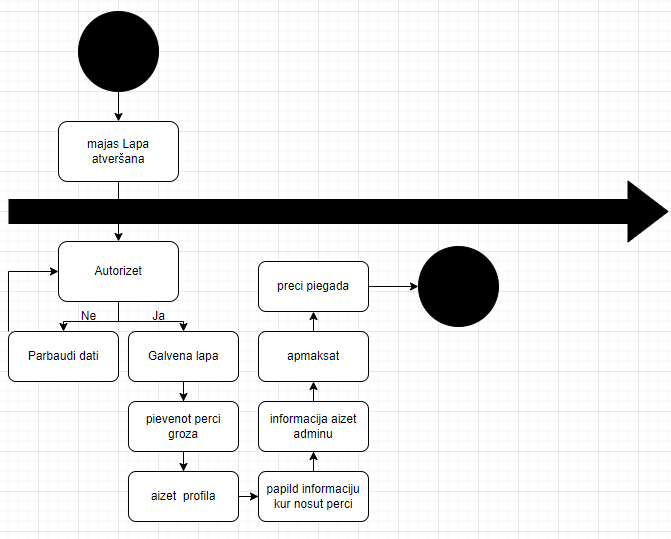 majas Lapa
atveršana
Autorizet
Ne
Ja
Parbaudi dati
Galvena lapa
pievenot perci
groza
aizet profila
papild informaciju
kur nosut perci
informacija aizet
adminu
apmaksat
preci piegada